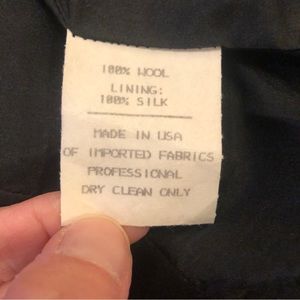 100% WOOL
LINING:
100% SILK
MADE IN USA
OF IMPORTED FABRICS
PROFESSIONAL
DRY CLEAN ONLY